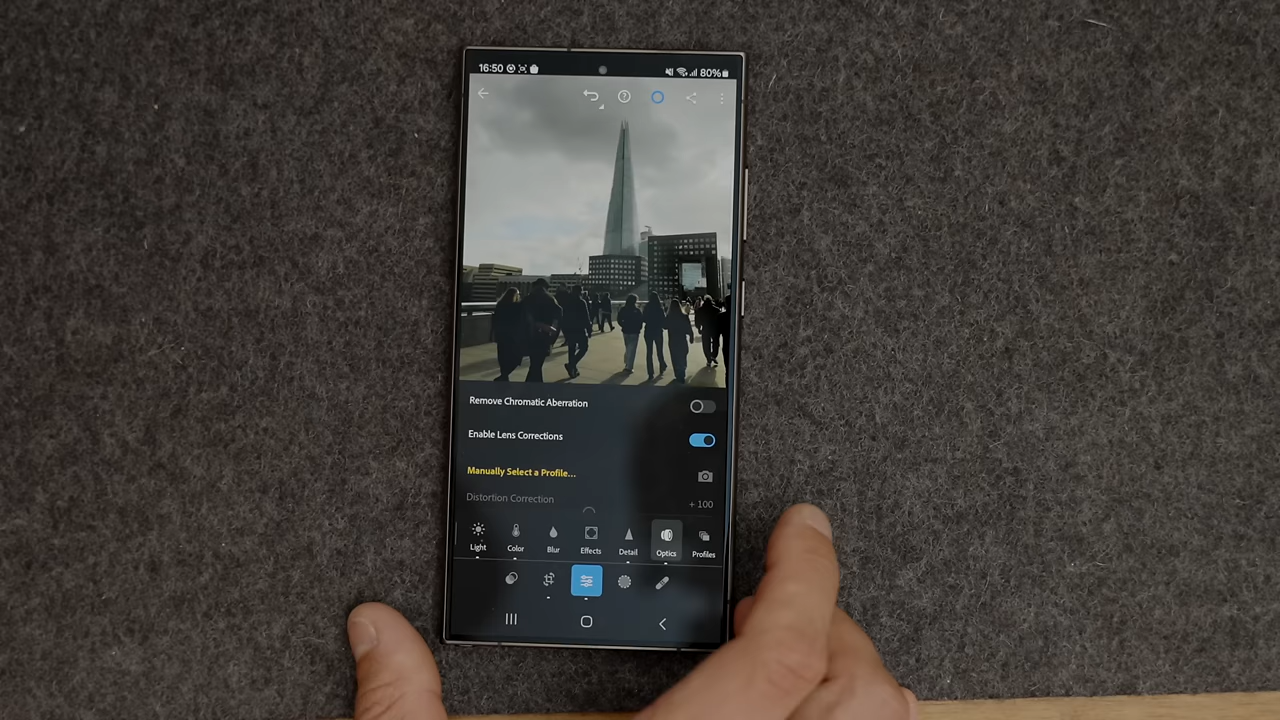 16:50 80%
Remove Chromatic Aberration
Enable Lens Corrections
Manually Select a Profile...
Distortion Correction + 100
Light Color Blur Effects Detail Optics Profiles